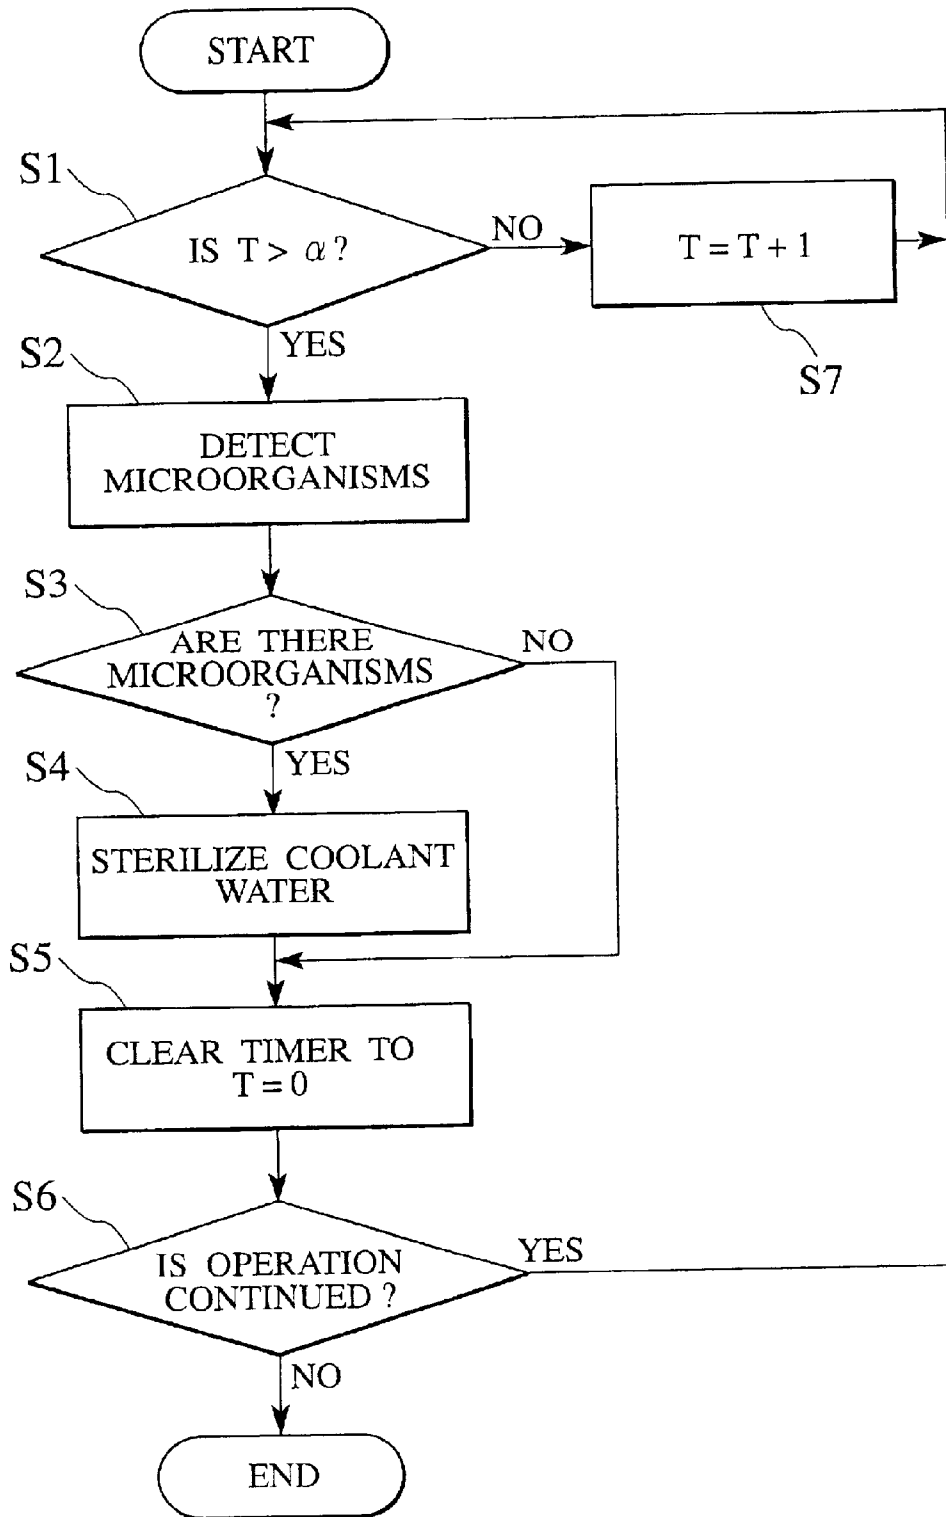 START
S1
IS T > α ?
NO
T = T + 1
S7
YES
S2
DETECT
MICROORGANISMS
S3
ARE THERE
MICROORGANISMS
?
NO
YES
S4
STERILIZE COOLANT
WATER
S5
CLEAR TIMER TO
T = 0
S6
IS OPERATION
CONTINUED ?
YES
NO
END